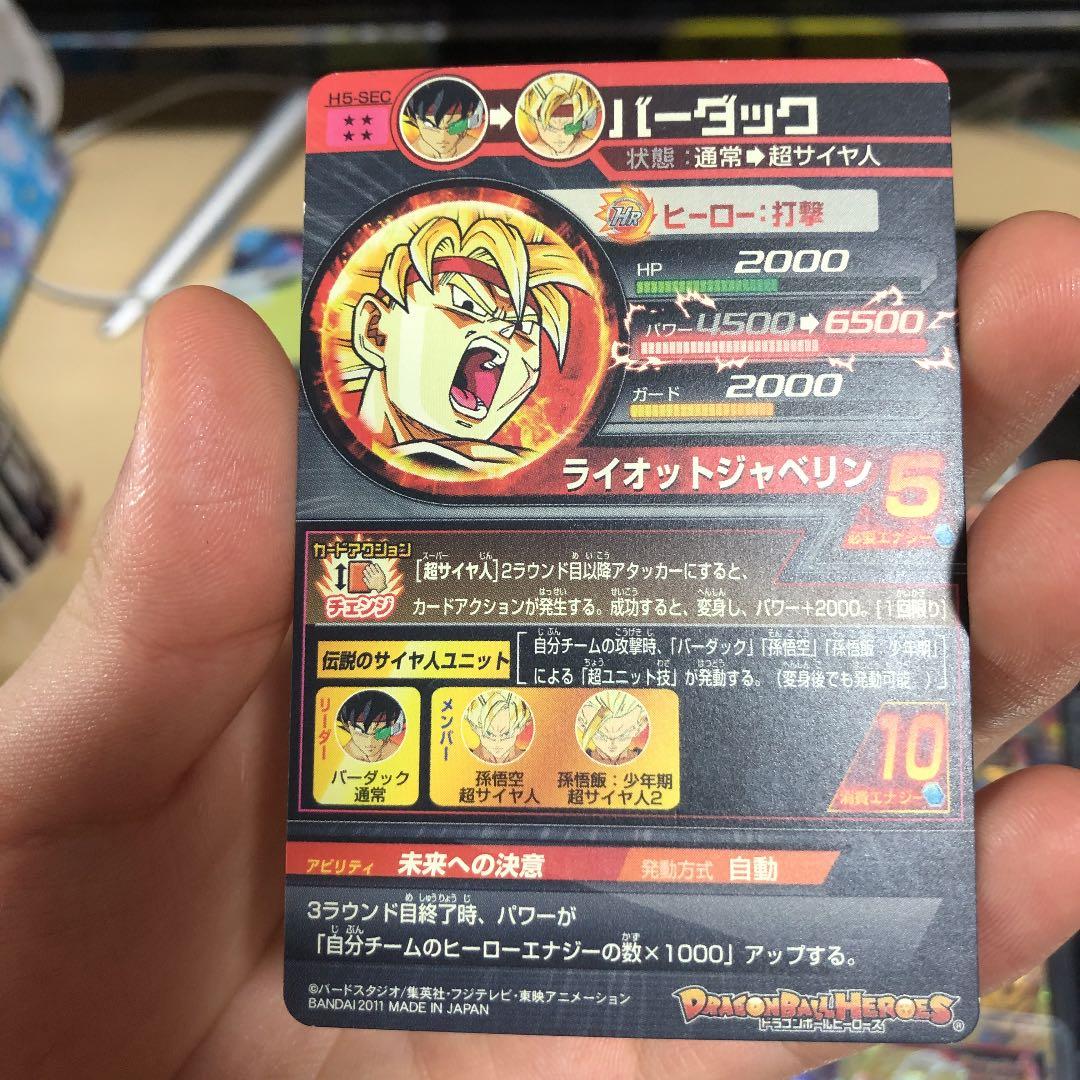 H5-SEC
バーダック
状態:通常➡超サイヤ人
HR ヒーロー:打撃
HP 2000
パワー 4500➡6500
ガード 2000
ライオットジャベリン 5
必要エナジー
カードアクション
チェンジ
[超サイヤ人]2ラウンド目以降アタッカーにすると、
カードアクションが発生する。成功すると、変身し、パワー+2000。[1回限り]
伝説のサイヤ人ユニット
自分チームの攻撃時、「バーダック」「孫悟空」「孫悟飯:少年期」
による「超ユニット技」が発動する。(変身後でも発動可能。)
リーダー
バーダック
通常
メンバー
孫悟空
超サイヤ人
孫悟飯:少年期
超サイヤ人2
10
消費エナジー
アビリティ 未来への決意 発動方式 自動
3ラウンド目終了時、パワーが
「自分チームのヒーローエナジーの数×1000」アップする。
©バードスタジオ/集英社・フジテレビ・東映アニメーション
BANDAI 2011 MADE IN JAPAN
DRAGONBALL HEROES
ドラゴンボールヒーローズ
®